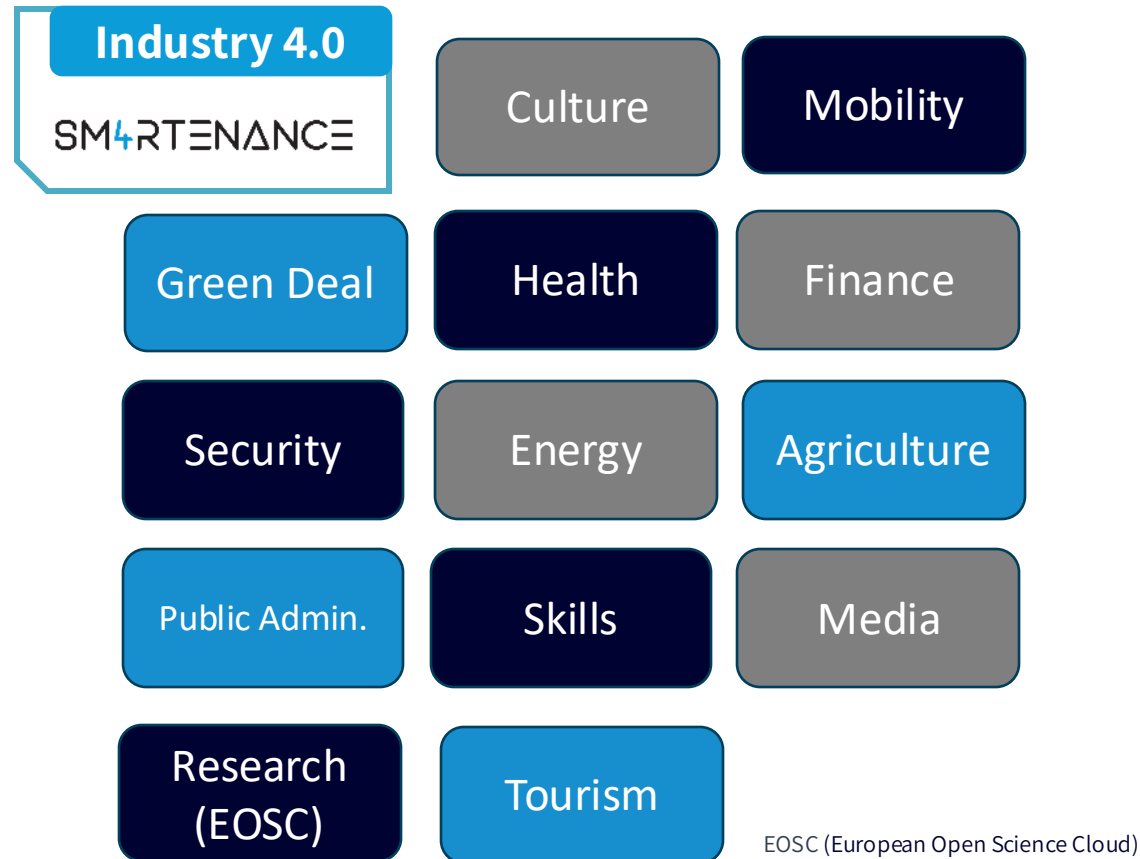 Industry 4.0
SM4RTENANCE
Culture
Mobility
Green Deal
Health
Finance
Security
Energy
Agriculture
Public Admin.
Skills
Media
Research
(EOSC)
Tourism
EOSC (European Open Science Cloud)